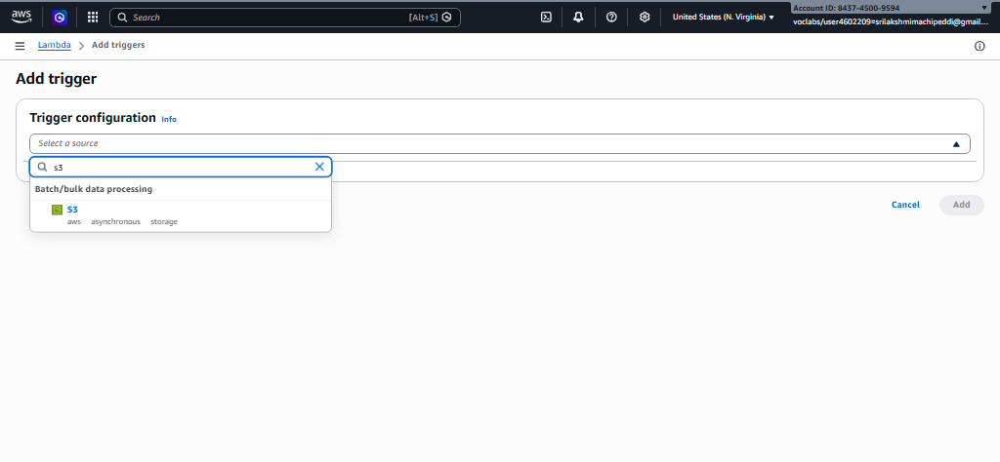 aws
Search [Alt+S] United States (N. Virginia) Account ID: 8437-4500-9594
voclabs/user4602209=srilakshmimachipeddi@gmail...
Lambda > Add triggers
Add trigger
Trigger configuration Info
Select a source
s3
Batch/bulk data processing
S3
aws asynchronous storage
Cancel Add